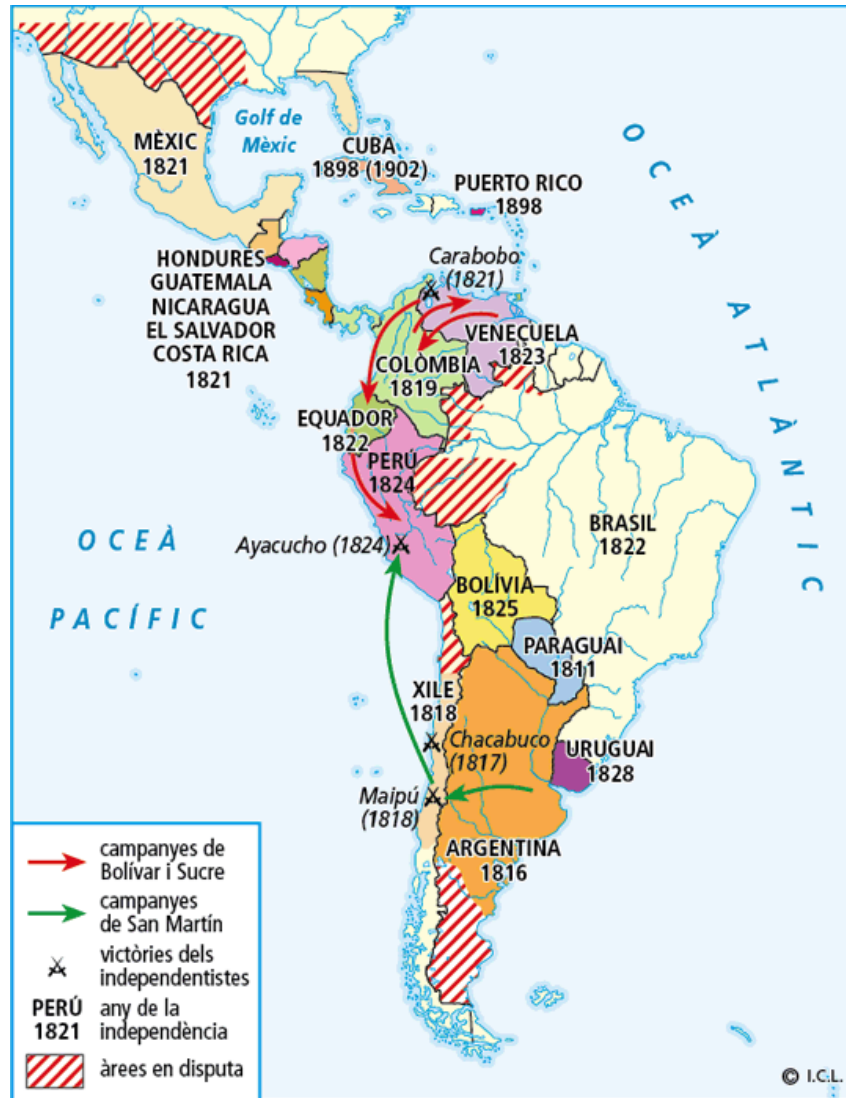 Golf de
Mèxic
MÈXIC
1821
CUBA
1898 (1902)
PUERTO RICO
1898
OCEÀ ATLÀNTIC
HONDURES
GUATEMALA
NICARAGUA
EL SALVADOR
COSTA RICA
1821
Carabobo
(1821)
VENEÇUELA
1823
COLÒMBIA
1819
EQUADOR
1822
PERÚ
1824
BRASIL
1822
OCEÀ
PACÍFIC
Ayacucho (1824)
BOLÍVIA
1825
PARAGUAI
1811
XILE
1818
Chacabuco
(1817)
URUGUAI
1828
Maipú
(1818)
ARGENTINA
1816
campanyes de
Bolívar i Sucre
campanyes
de San Martín
victòries dels
independentistes
PERÚ
1821
any de la
independència
àrees en disputa
© I.C.L.